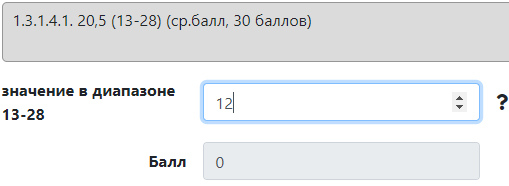 1.3.1.4.1. 20,5 (13-28) (ср.балл, 30 баллов)
значение в диапазоне
13-28
12
?
Балл
0